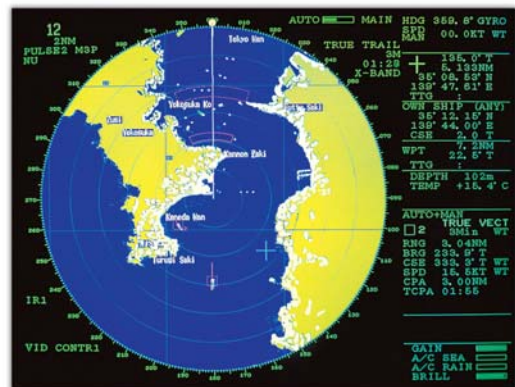 12
2NM
PULSE2 M3P
NU
AUTO MAIN
TRUE TRAIL
3M
01:29
X-BAND
HDG 359.8° GYRO
SPD 00.0KT WT
MAN
135.0°T
5.133NM
35°08.53'N
139°47.61'E
TTG :
OWN SHIP (ANY)
35°12.15'N
139°44.00'E
CSE 2.0 T
WPT 7.2NM
22.5°T
TTG :
DEPTH 102m
TEMP +15.4°C
AUTO+MAN
2 TRUE VECT
3Min WT
RNG 3.04NM
BRG 233.9°T
CSE 333.3°T WT
SPD 15.5KT WT
CPA 3.00NM
TCPA 01:55
GAIN
A/C SEA
A/C RAIN
BRILL
Tokyo Wan
Yokosuka Ko
Zushi
Yokosuka
Kannon Zaki
Kaneda Wan
Tsurugi Saki
IR1
VID CONTR1